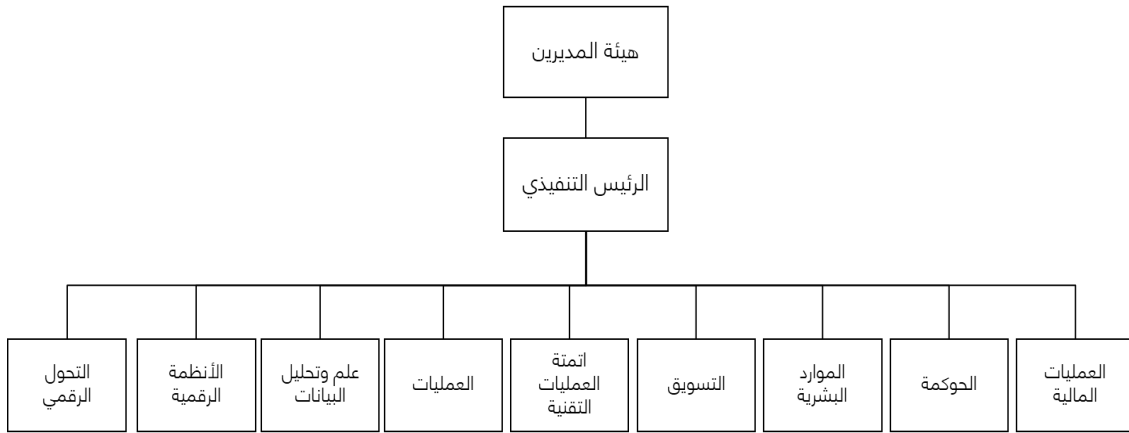 هيئة المديرين
الرئيس التنفيذي
العمليات
المالية
الحوكمة
الموارد
البشرية
التسويق
اتمتة
العمليات
التقنية
العمليات
علم وتحليل
البيانات
الأنظمة
الرقمية
التحول
الرقمي